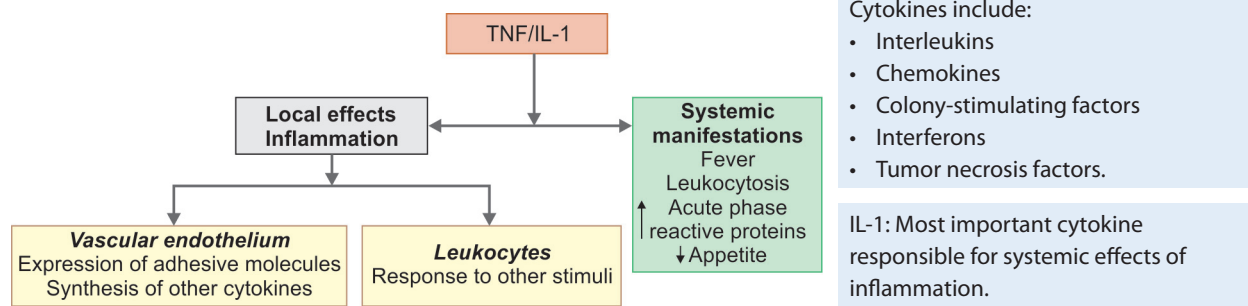 TNF/IL-1
Local effects
Inflammation
Systemic
manifestations
Fever
Leukocytosis
↑ Acute phase
reactive proteins
↓ Appetite
Vascular endothelium
Expression of adhesive molecules
Synthesis of other cytokines
Leukocytes
Response to other stimuli
Cytokines include:
• Interleukins
• Chemokines
• Colony-stimulating factors
• Interferons
• Tumor necrosis factors.
IL-1: Most important cytokine
responsible for systemic effects of
inflammation.